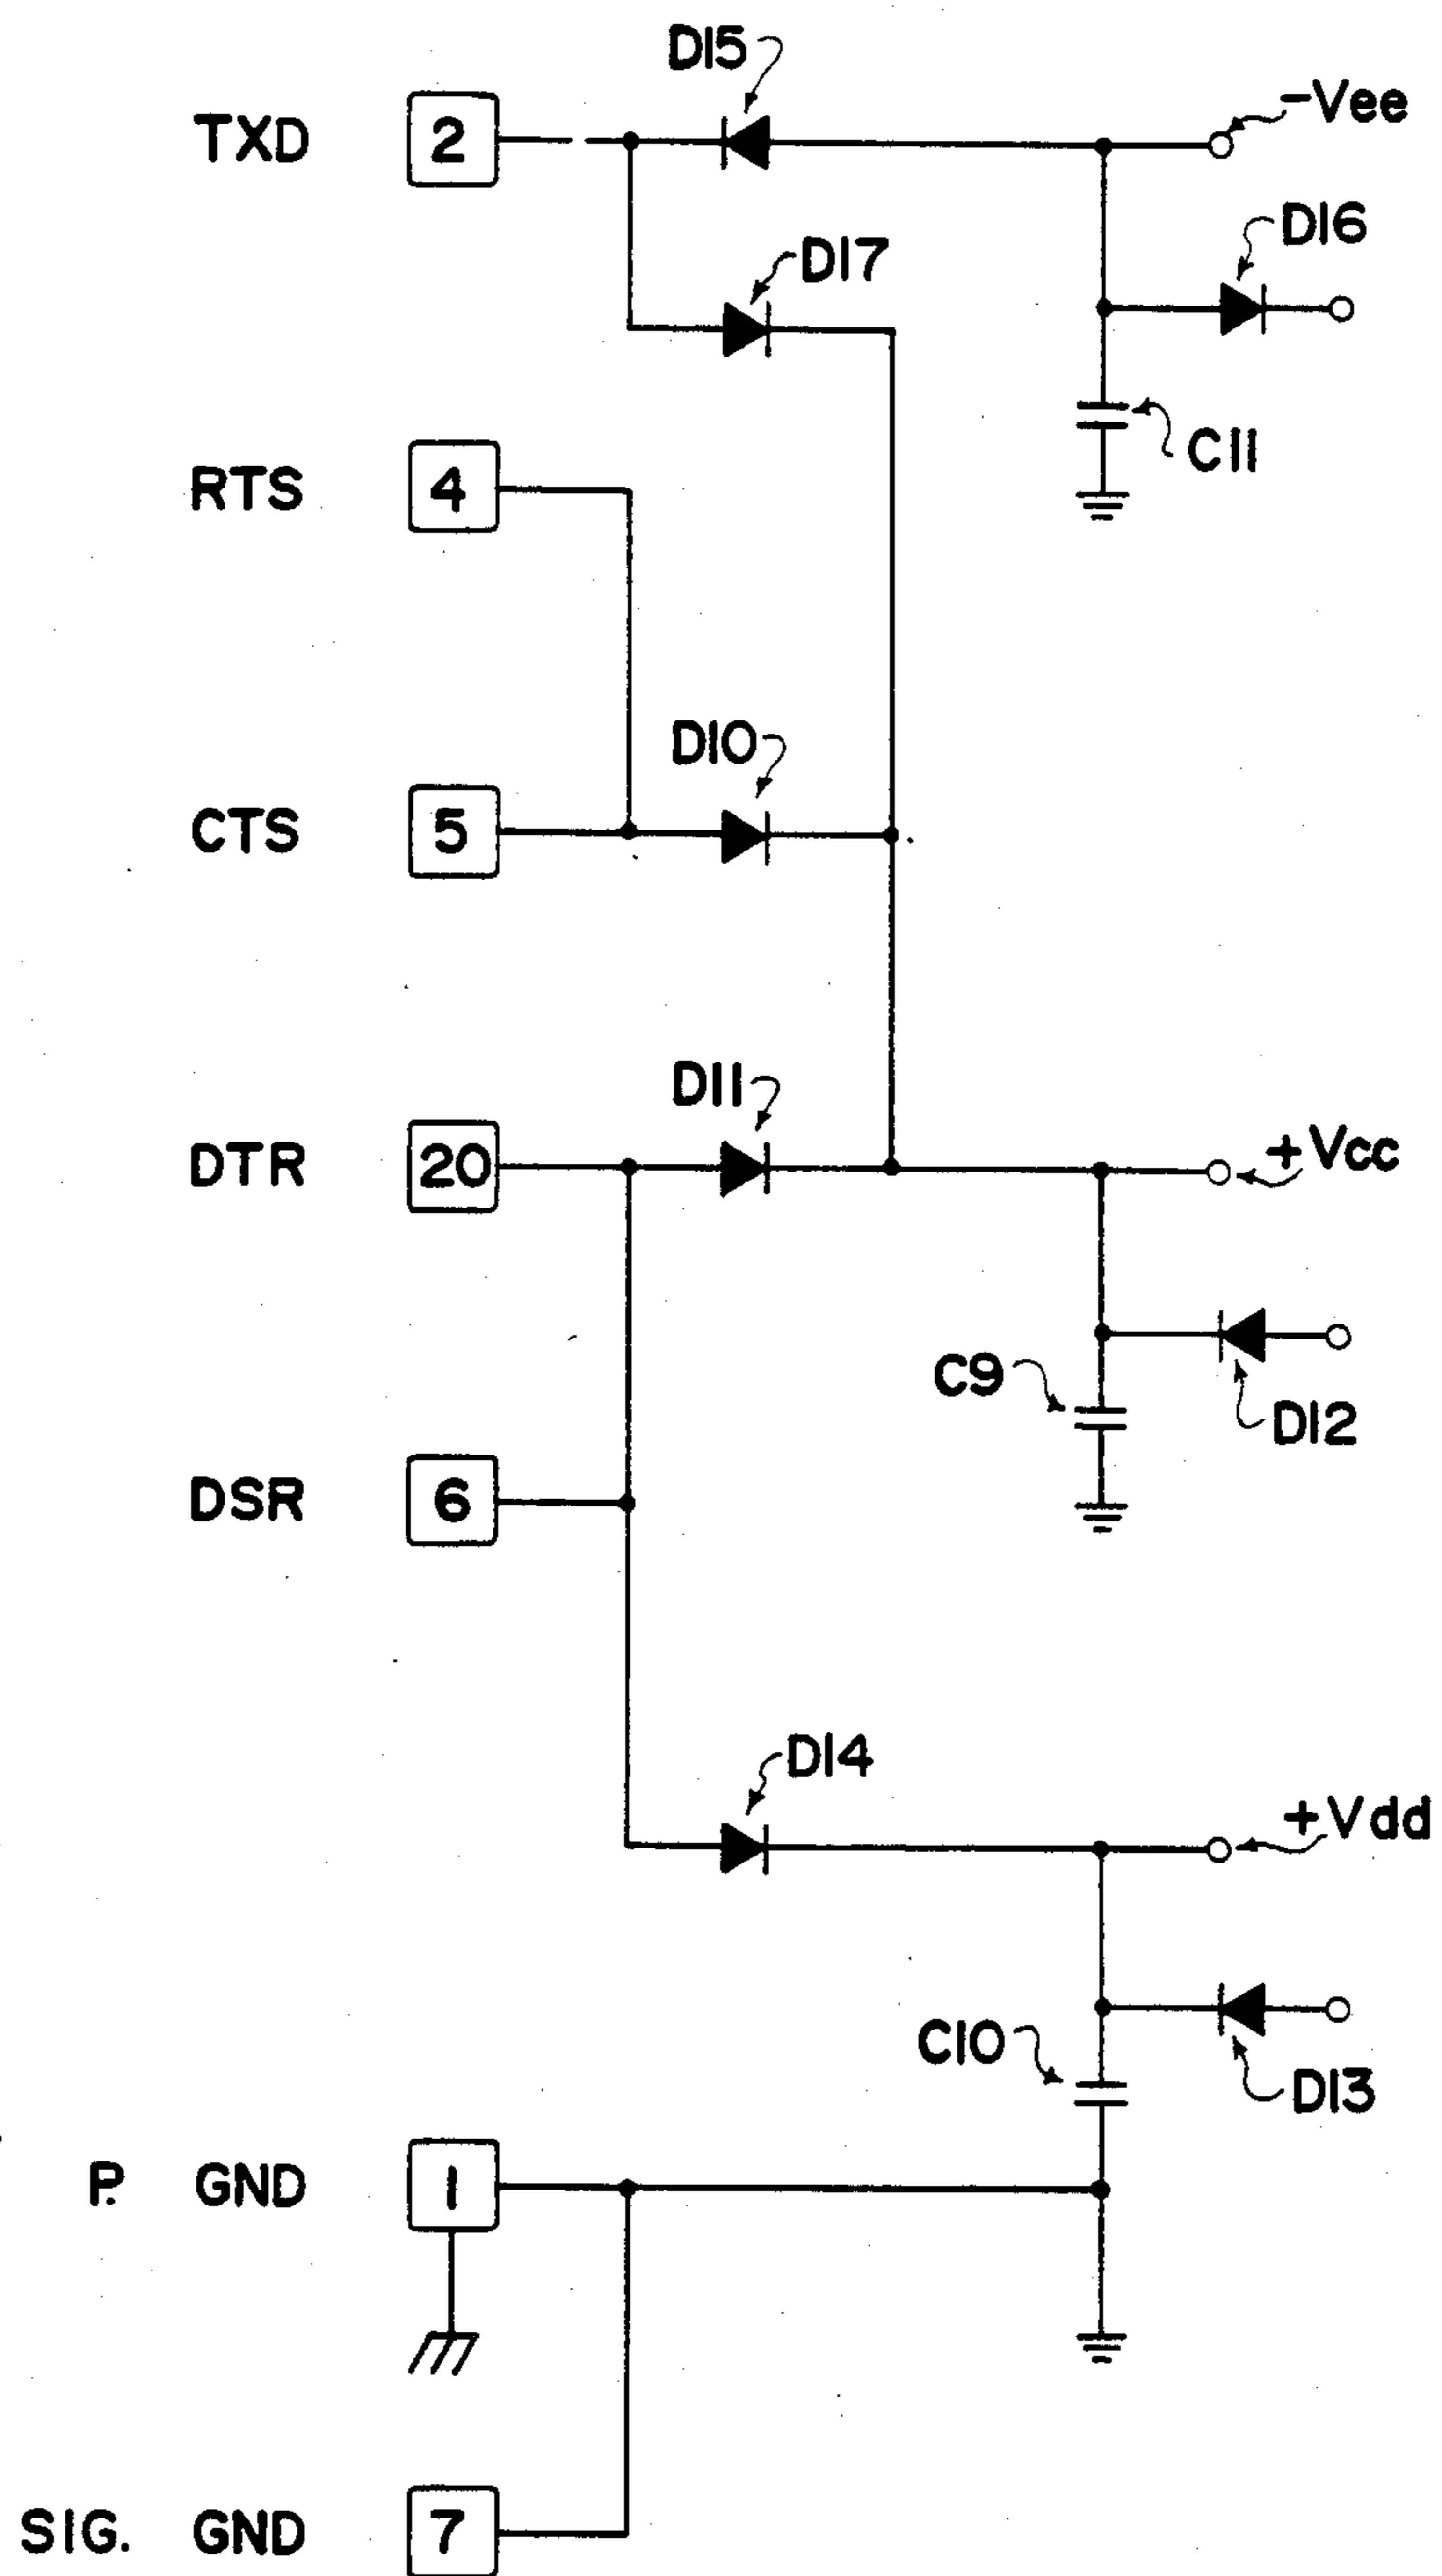 D15
TXD 2 -Vee
D16
D17
C11
RTS 4
D10
CTS 5
D11
DTR 20 +Vcc
C9
D12
DSR 6
D14
+Vdd
C10
D13
P. GND 1
SIG. GND 7